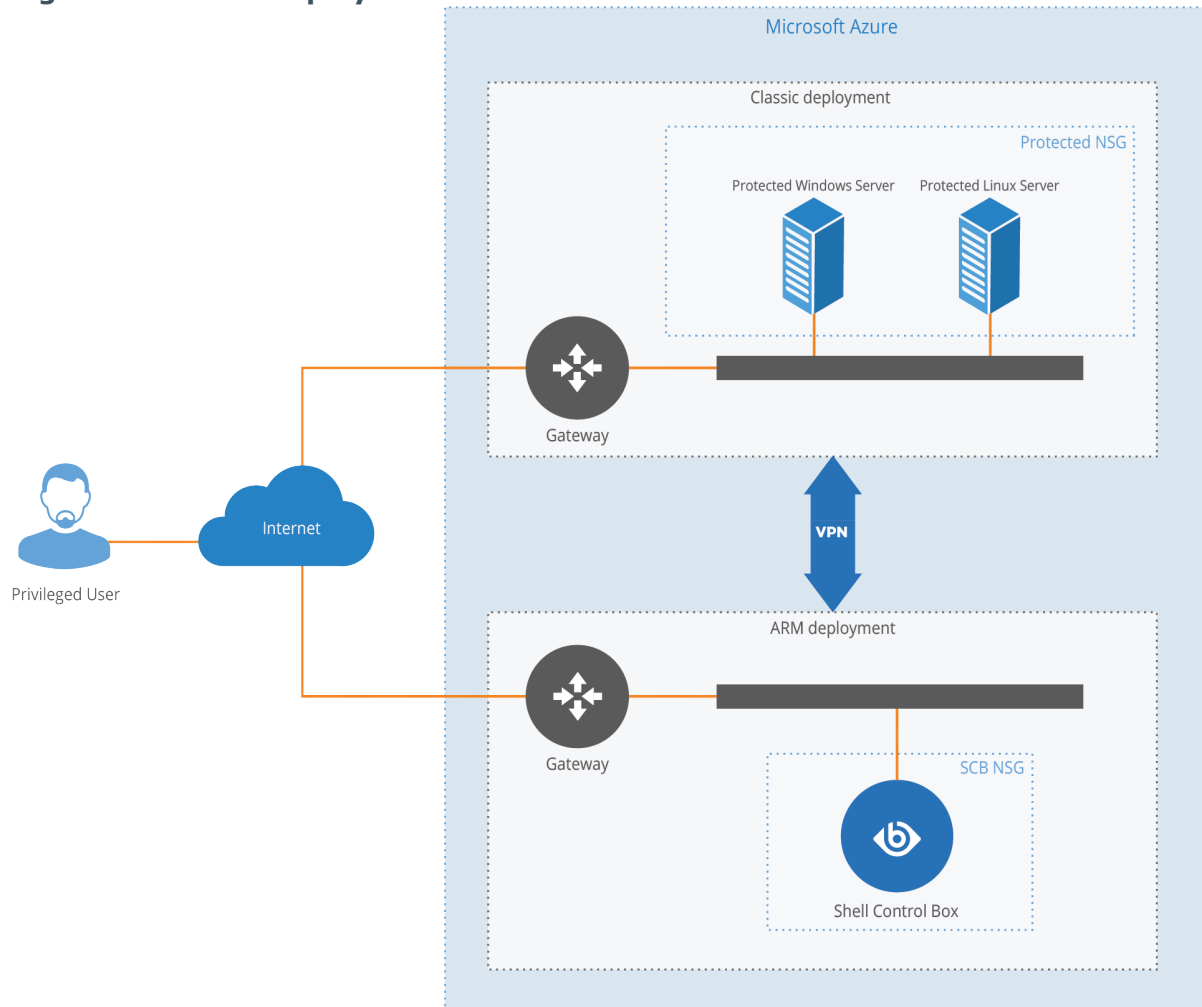 Microsoft Azure
Classic deployment
Protected NSG
Protected Windows Server
Protected Linux Server
Gateway
Internet
VPN
Privileged User
ARM deployment
Gateway
SCB NSG
Shell Control Box